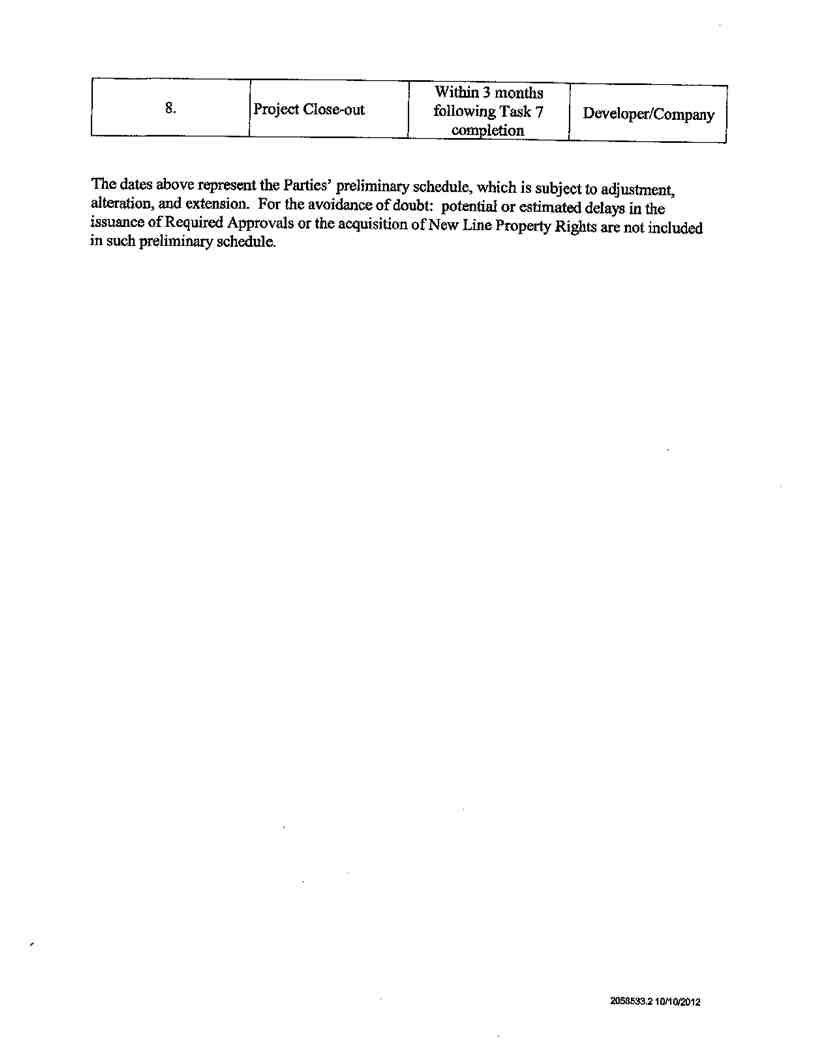 Within 3 months
8. Project Close-out following Task 7 Developer/Company
completion
The dates above represent the Parties' preliminary schedule, which is subject to adjustment,
alteration, and extension. For the avoidance of doubt: potential or estimated delays in the
issuance of Required Approvals or the acquisition of New Line Property Rights are not included
in such preliminary schedule.
2058533.2 10/10/2012